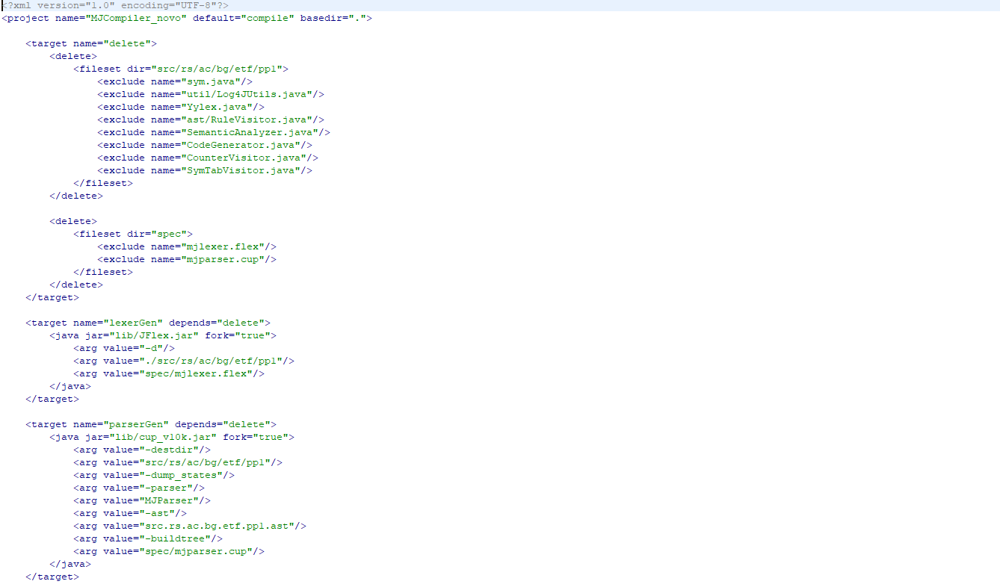 <?xml version="1.0" encoding="UTF-8"?>
<project name="MJCompiler_novo" default="compile" basedir=".">
<target name="delete">
<delete>
<fileset dir="src/rs/ac/bg/etf/pp1">
<exclude name="sym.java"/>
<exclude name="util/Log4JUtils.java"/>
<exclude name="Yylex.java"/>
<exclude name="ast/RuleVisitor.java"/>
<exclude name="SemanticAnalyzer.java"/>
<exclude name="CodeGenerator.java"/>
<exclude name="CounterVisitor.java"/>
<exclude name="SymTabVisitor.java"/>
</fileset>
</delete>
<delete>
<fileset dir="spec">
<exclude name="mjlexer.flex"/>
<exclude name="mjparser.cup"/>
</fileset>
</delete>
</target>
<target name="lexerGen" depends="delete">
<java jar="lib/JFlex.jar" fork="true">
<arg value="-d"/>
<arg value="./src/rs/ac/bg/etf/pp1"/>
<arg value="spec/mjlexer.flex"/>
</java>
</target>
<target name="parserGen" depends="delete">
<java jar="lib/cup_v10k.jar" fork="true">
<arg value="-destdir"/>
<arg value="src/rs/ac/bg/etf/pp1"/>
<arg value="-dump_states"/>
<arg value="-parser"/>
<arg value="MJParser"/>
<arg value="-ast"/>
<arg value="src.rs.ac.bg.etf.pp1.ast"/>
<arg value="-buildtree"/>
<arg value="spec/mjparser.cup"/>
</java>
</target>